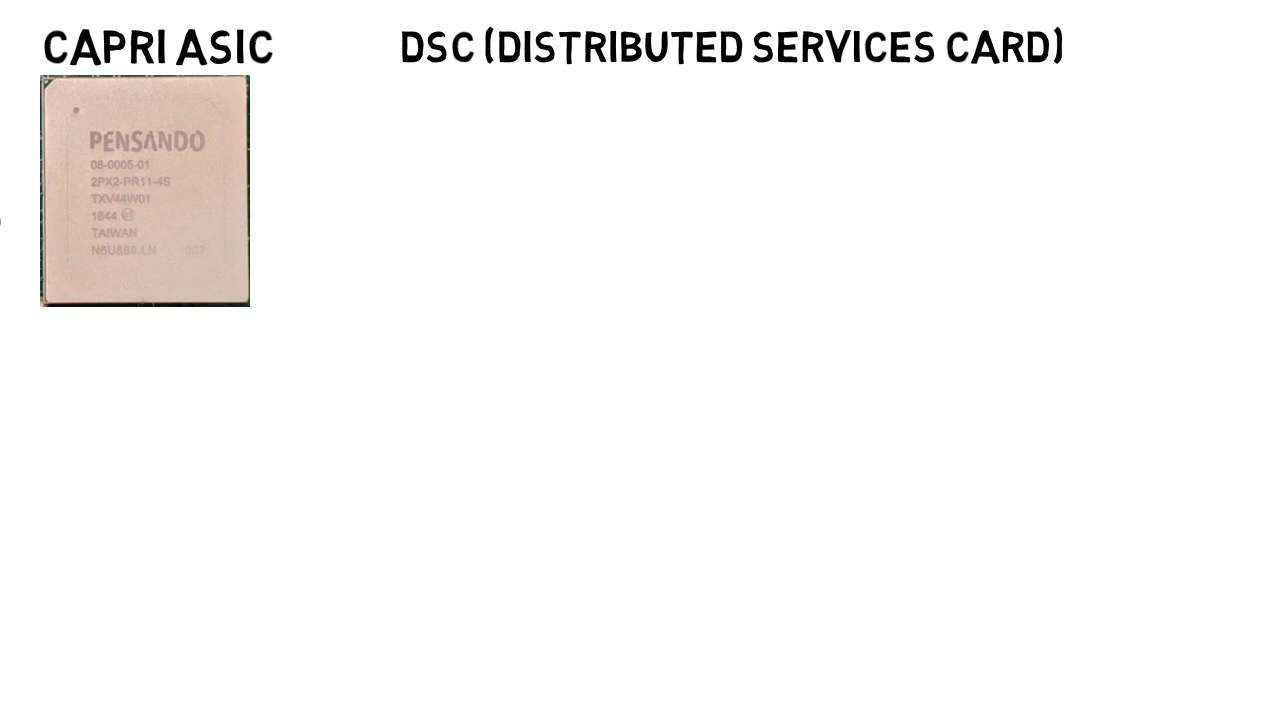 CAPRI ASIC
DSC (DISTRIBUTED SERVICES CARD)
PENSANDO
08-0005-01
2PX2-PR11-4S
TXV44W01
1844
TAIWAN